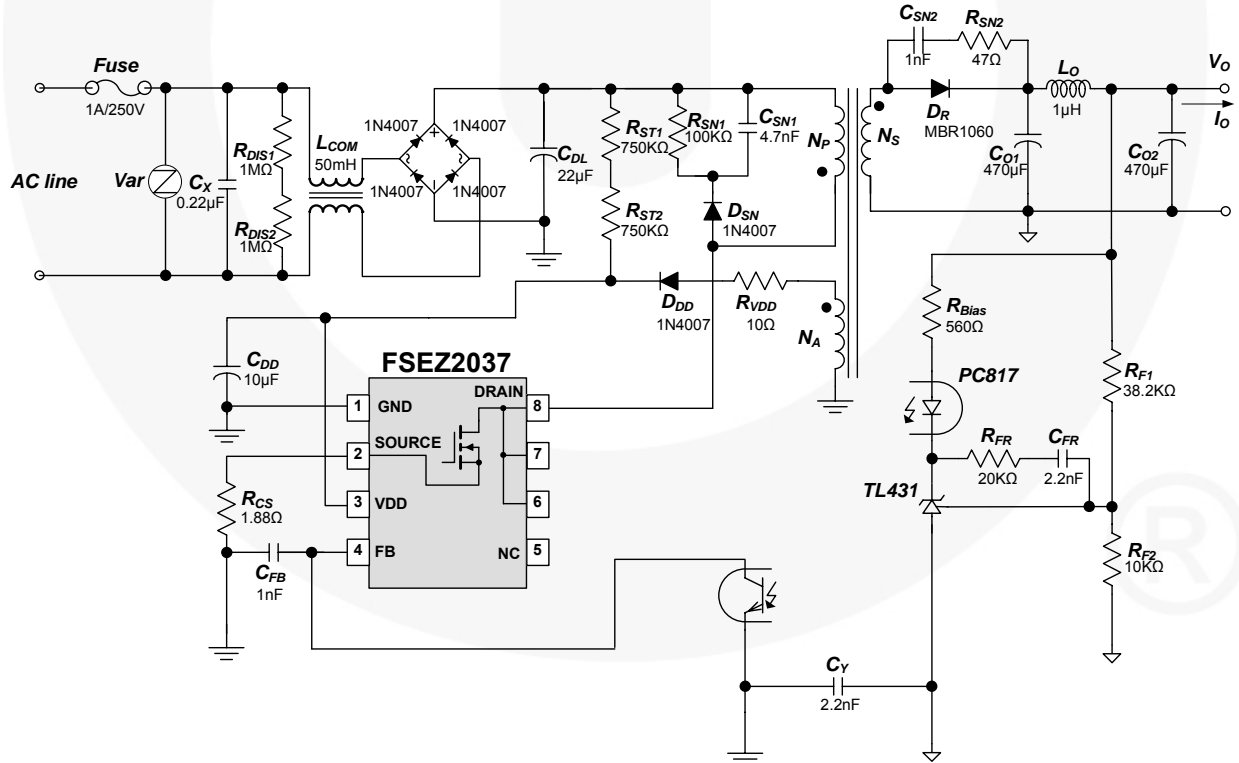 Fuse
1A/250V
AC line
Var
CX
0.22µF
RDIS1
1MΩ
RDIS2
1MΩ
LCOM
50mH
1N4007
1N4007
1N4007
1N4007
+
-
CDL
22µF
RST1
750KΩ
RST2
750KΩ
RSN1
100KΩ
CSN1
4.7nF
DSN
1N4007
NP
NS
CSN2
1nF
RSN2
47Ω
DR
MBR1060
LO
1µH
VO
IO
CO1
470µF
CO2
470µF
DDD
1N4007
RVDD
10Ω
NA
RBias
560Ω
PC817
RF1
38.2KΩ
RFR
20KΩ
CFR
2.2nF
TL431
RF2
10KΩ
CDD
10µF
FSEZ2037
1 GND
2 SOURCE
3 VDD
4 FB
DRAIN 8
7
6
NC 5
RCS
1.88Ω
CFB
1nF
CY
2.2nF
®